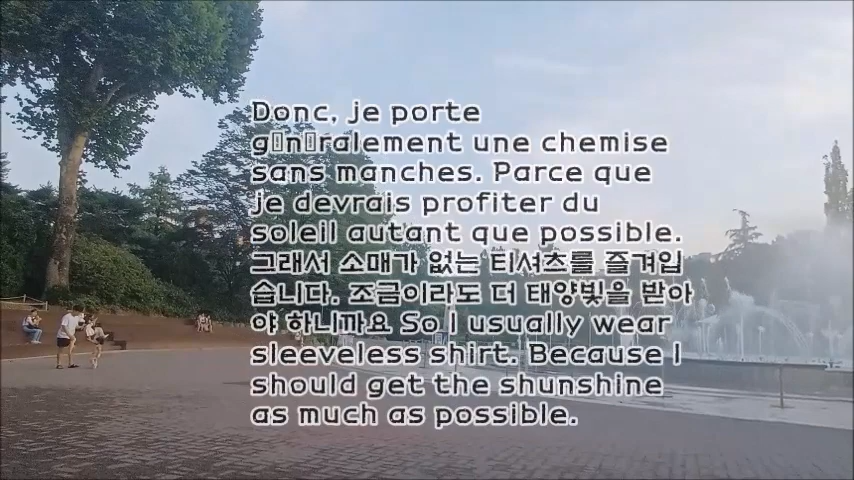 Donc, je porte
g▯n▯ralement une chemise
sans manches. Parce que
je devrais profiter du
soleil autant que possible.
그래서 소매가 없는 티셔츠를 즐겨입
습니다. 조금이라도 더 태양빛을 받아
야 하니까요 So I usually wear
sleeveless shirt. Because I
should get the shunshine
as much as possible.